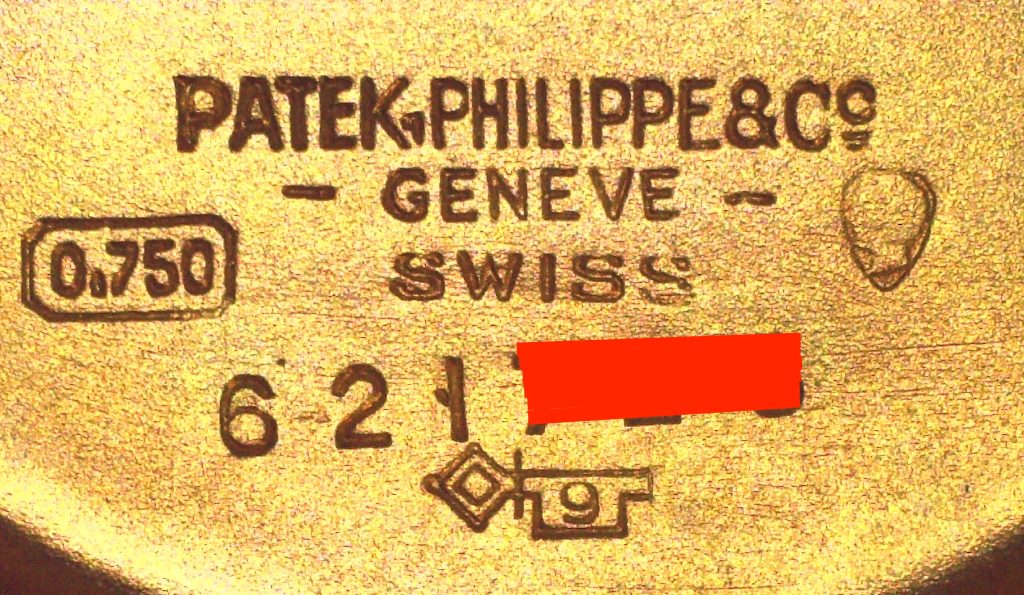 PATEK, PHILIPPE & Cº
- GENEVE -
SWISS
0,750
621
9